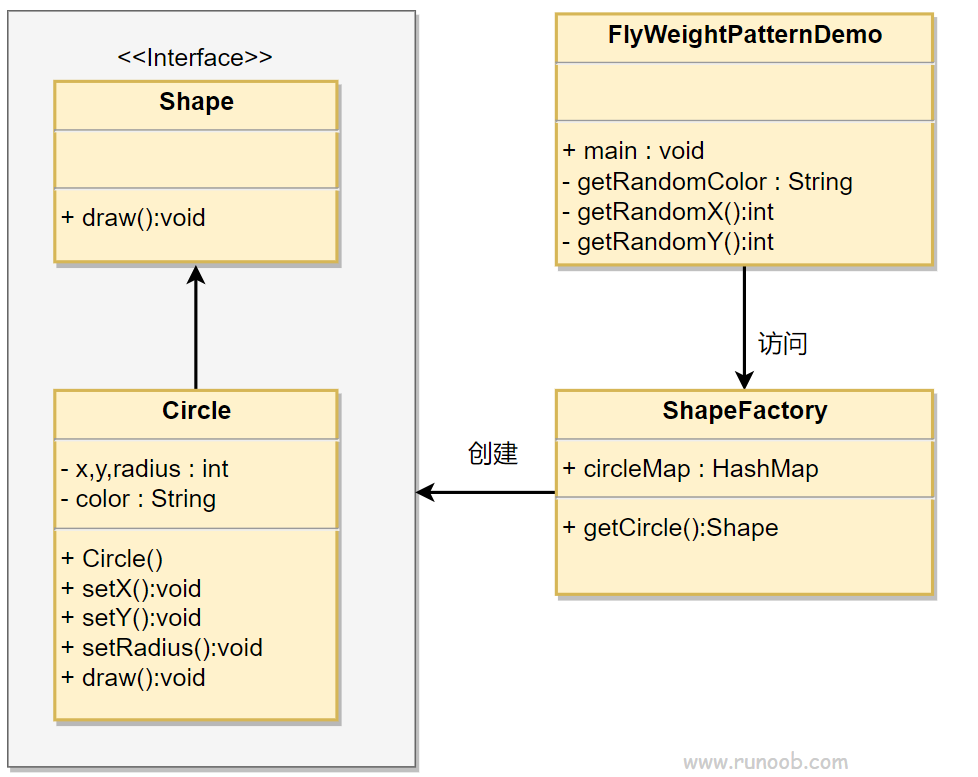 <<Interface>>
Shape
+ draw():void
Circle
- x,y,radius : int
- color : String
+ Circle()
+ setX():void
+ setY():void
+ setRadius():void
+ draw():void
FlyWeightPatternDemo
+ main : void
- getRandomColor : String
- getRandomX():int
- getRandomY():int
访问
ShapeFactory
+ circleMap : HashMap
+ getCircle():Shape
创建
www.runoob.com